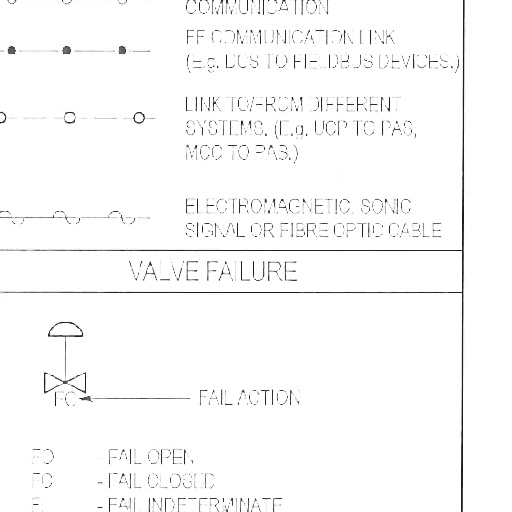 COMMUNICATION
FF COMMUNICATION LINK
(E.g. DCS TO FIELDBUS DEVICES.)
LINK TO/FROM DIFFERENT
SYSTEMS. (E.g. UCP TO PAS,
MCC TO PAS.)
ELECTROMAGNETIC, SONIC
SIGNAL OR FIBRE OPTIC CABLE
VALVE FAILURE
FC
FAIL ACTION
FO - FAIL OPEN
FC - FAIL CLOSED
FI - FAIL INDETERMINATE